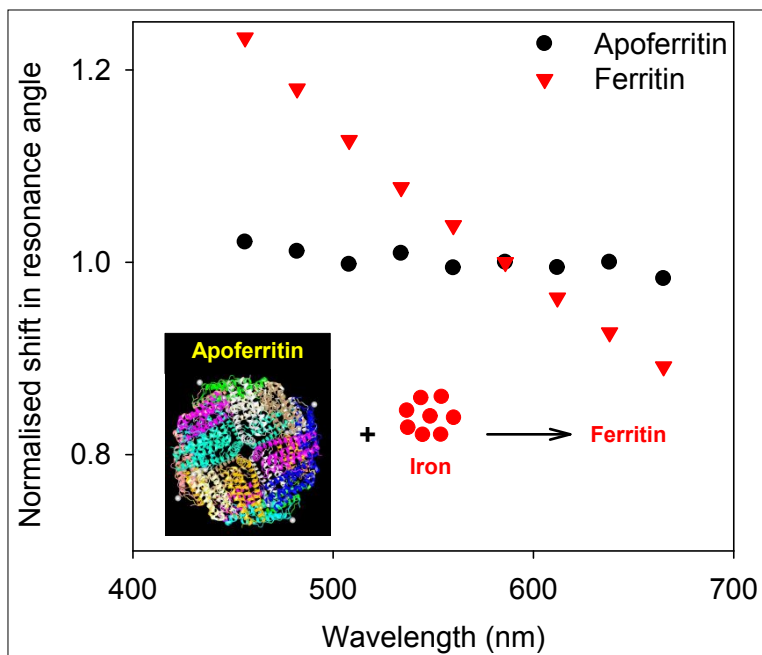 Apoferritin
Ferritin
Normalised shift in resonance angle
1.2
1.0
0.8
Apoferritin
+
Iron
Ferritin
400 500 600 700
Wavelength (nm)